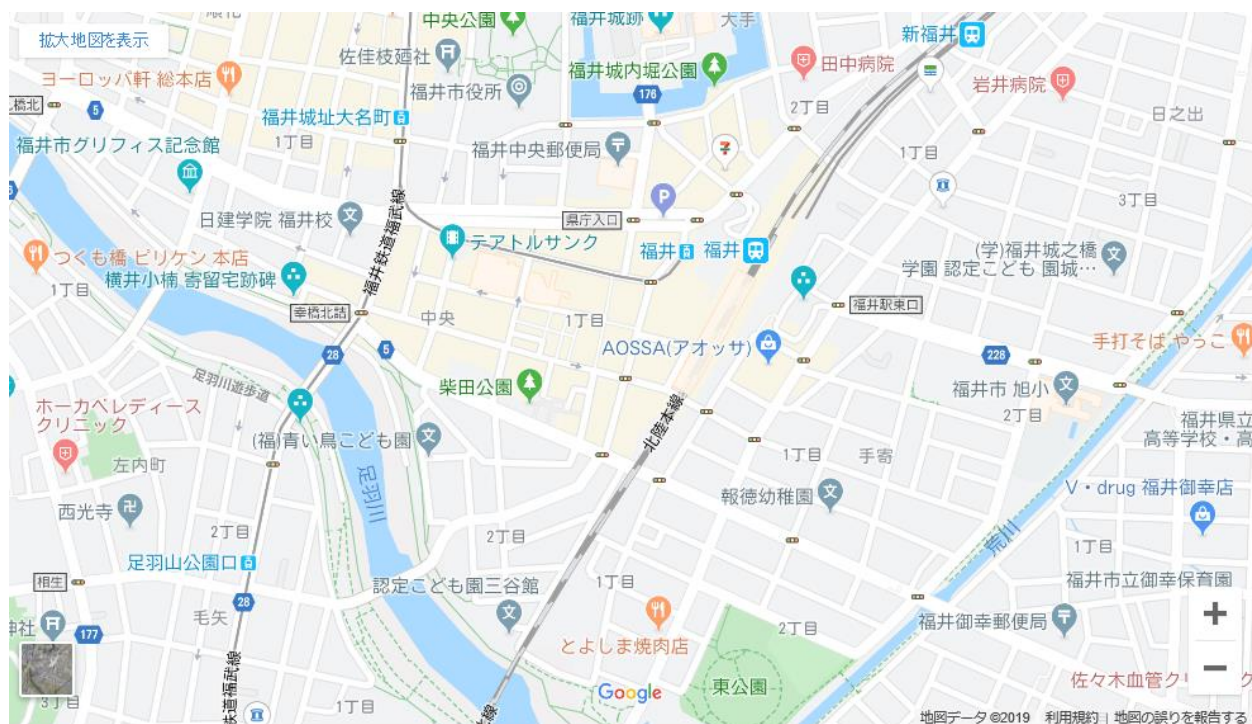 中央公園
福井城跡
大手
新福井
拡大地図を表示
佐佳枝廼社
田中病院
岩井病院
ヨーロッパ軒 総本店
福井城内堀公園
福井市役所
176
2丁目
日之出
5
福井城址大名町
1丁目
福井中央郵便局
1丁目
福井市グリフィス記念館
3丁目
日建学院 福井校
P
県庁入口
福井鉄道福武線
テアトルサンク
福井
福井
つくも橋 ピリケン 本店
(学)福井城之橋
学園 認定こども 園城…
横井小楠 寄留宅跡碑
1丁目
幸橋北詰
中央
1丁目
福井駅東口
28
5
AOSSA(アオッサ)
228
手打そば やっこ
足羽川遊歩道
柴田公園
福井市 旭小
2丁目
ホーカベレディース
クリニック
北陸本線
福井県立
高等学校・高
(福)青い鳥こども園
左内町
1丁目
手寄
足羽川
報徳幼稚園
V・drug 福井御幸店
西光寺
2丁目
2丁目
荒川
足羽山公園口
1丁目
相生
認定こども園三谷館
1丁目
福井市立御幸保育園
28
毛矢
福井御幸郵便局
神社
177
とよしま焼肉店
2丁目
3丁目
鉄道福武線
Google
東公園
佐々木血管ク
地図データ ©2019
利用規約
地図の誤りを報告する